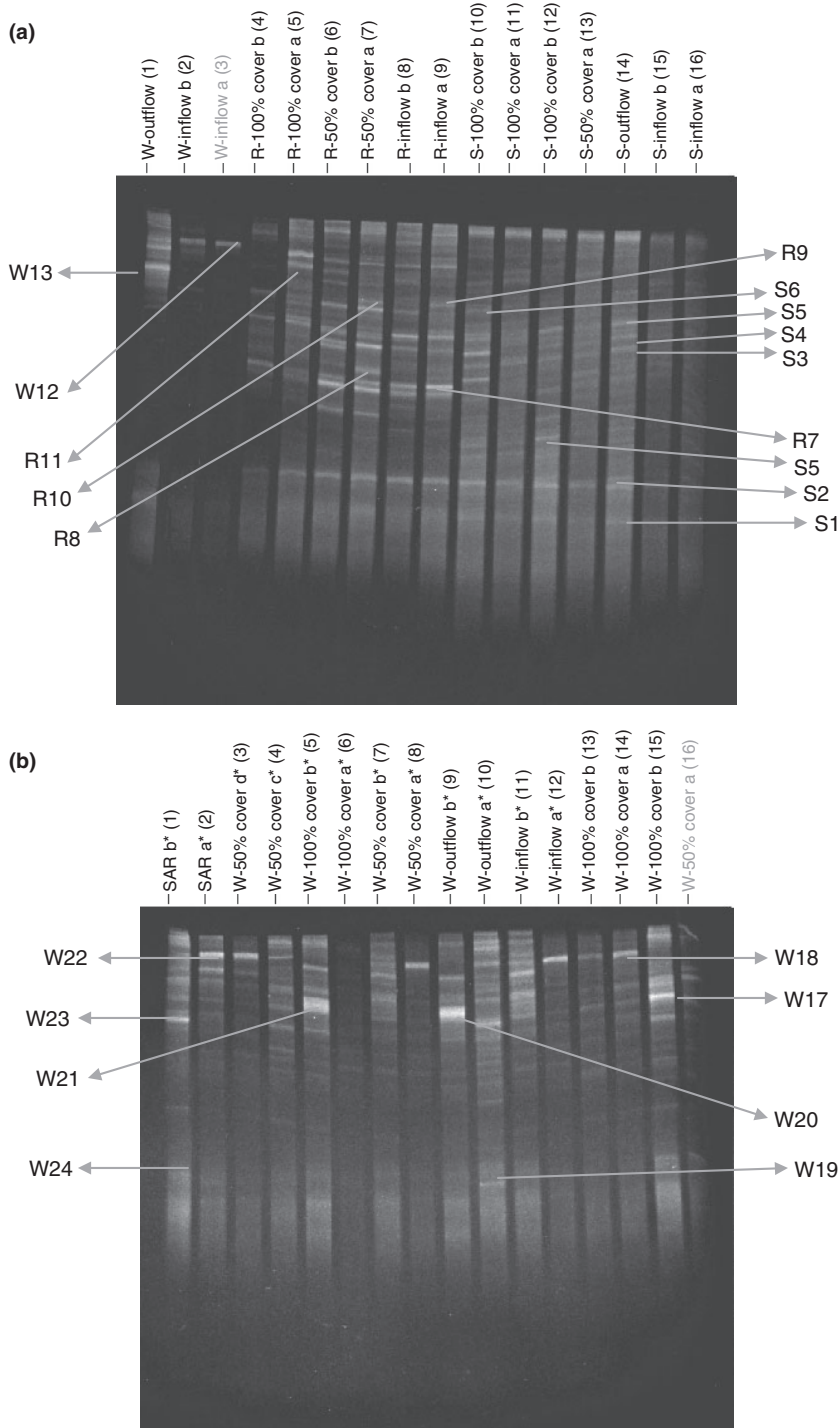 (a)
W-outflow (1)
W-inflow b (2)
W-inflow a (3)
R-100% cover b (4)
R-100% cover a (5)
R-50% cover b (6)
R-50% cover a (7)
R-inflow b (8)
R-inflow a (9)
S-100% cover b (10)
S-100% cover a (11)
S-100% cover b (12)
S-50% cover a (13)
S-outflow (14)
S-inflow b (15)
S-inflow a (16)
W13
W12
R11
R10
R8
R9
S6
S5
S4
S3
R7
S5
S2
S1
(b)
SAR b* (1)
SAR a* (2)
W-50% cover d* (3)
W-50% cover c* (4)
W-100% cover b* (5)
W-100% cover a* (6)
W-50% cover b* (7)
W-50% cover a* (8)
W-outflow b* (9)
W-outflow a* (10)
W-inflow b* (11)
W-inflow a* (12)
W-100% cover b (13)
W-100% cover a (14)
W-100% cover b (15)
W-50% cover a (16)
W22
W23
W21
W24
W18
W17
W20
W19